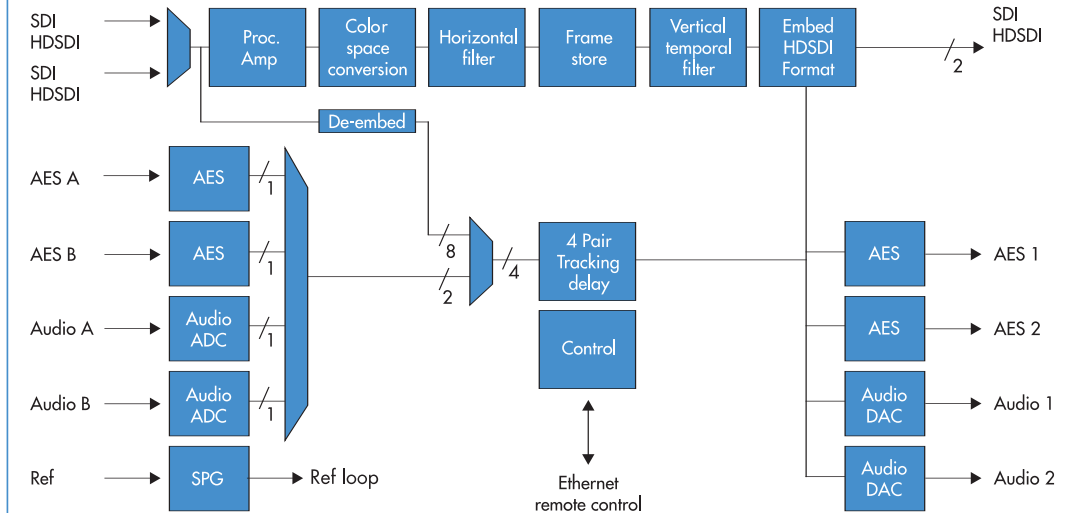 SDI
HDSDI
SDI
HDSDI
Proc.
Amp
Color
space
conversion
Horizontal
filter
Frame
store
Vertical
temporal
filter
Embed
HDSDI
Format
2
SDI
HDSDI
De-embed
AES A
AES
1
AES B
AES
1
Audio A
Audio
ADC
1
Audio B
Audio
ADC
1
Ref
SPG
Ref loop
8
2
4
4 Pair
Tracking
delay
Control
Ethernet
remote control
AES
AES 1
AES
AES 2
Audio
DAC
Audio 1
Audio
DAC
Audio 2